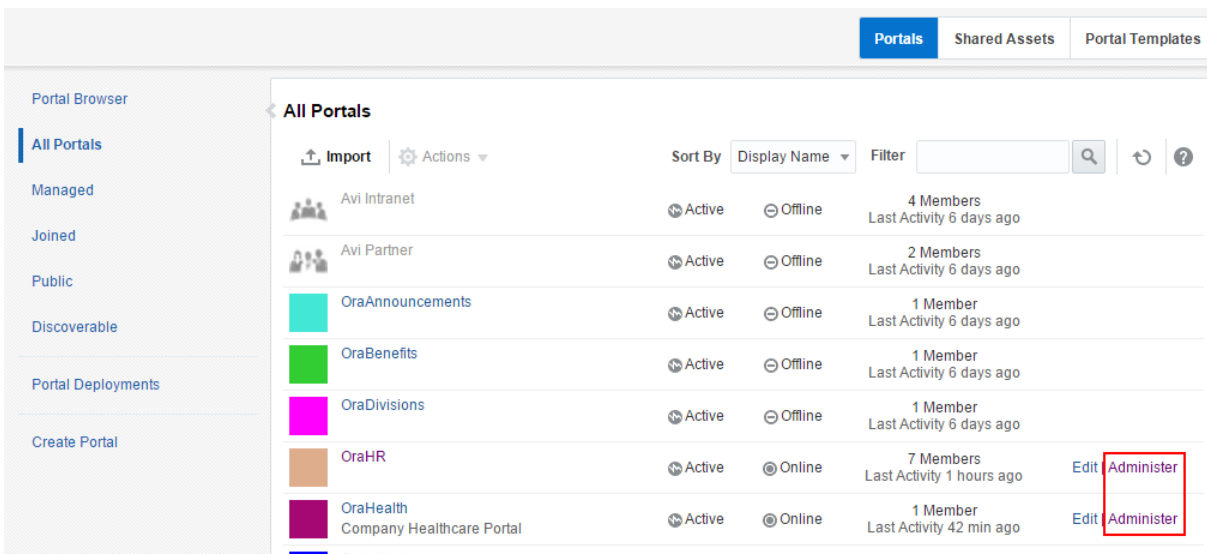 Portals Shared Assets Portal Templates
Portal Browser
All Portals
Managed
Joined
Public
Discoverable
Portal Deployments
Create Portal
All Portals
Import Actions Sort By Display Name Filter
Avi Intranet Active Offline 4 Members
Last Activity 6 days ago
Avi Partner Active Offline 2 Members
Last Activity 6 days ago
OraAnnouncements Active Offline 1 Member
Last Activity 6 days ago
OraBenefits Active Offline 1 Member
Last Activity 6 days ago
OraDivisions Active Offline 1 Member
Last Activity 6 days ago
OraHR Active Online 7 Members Edit | Administer
Last Activity 1 hours ago
OraHealth Active Online 1 Member Edit | Administer
Company Healthcare Portal Last Activity 42 min ago